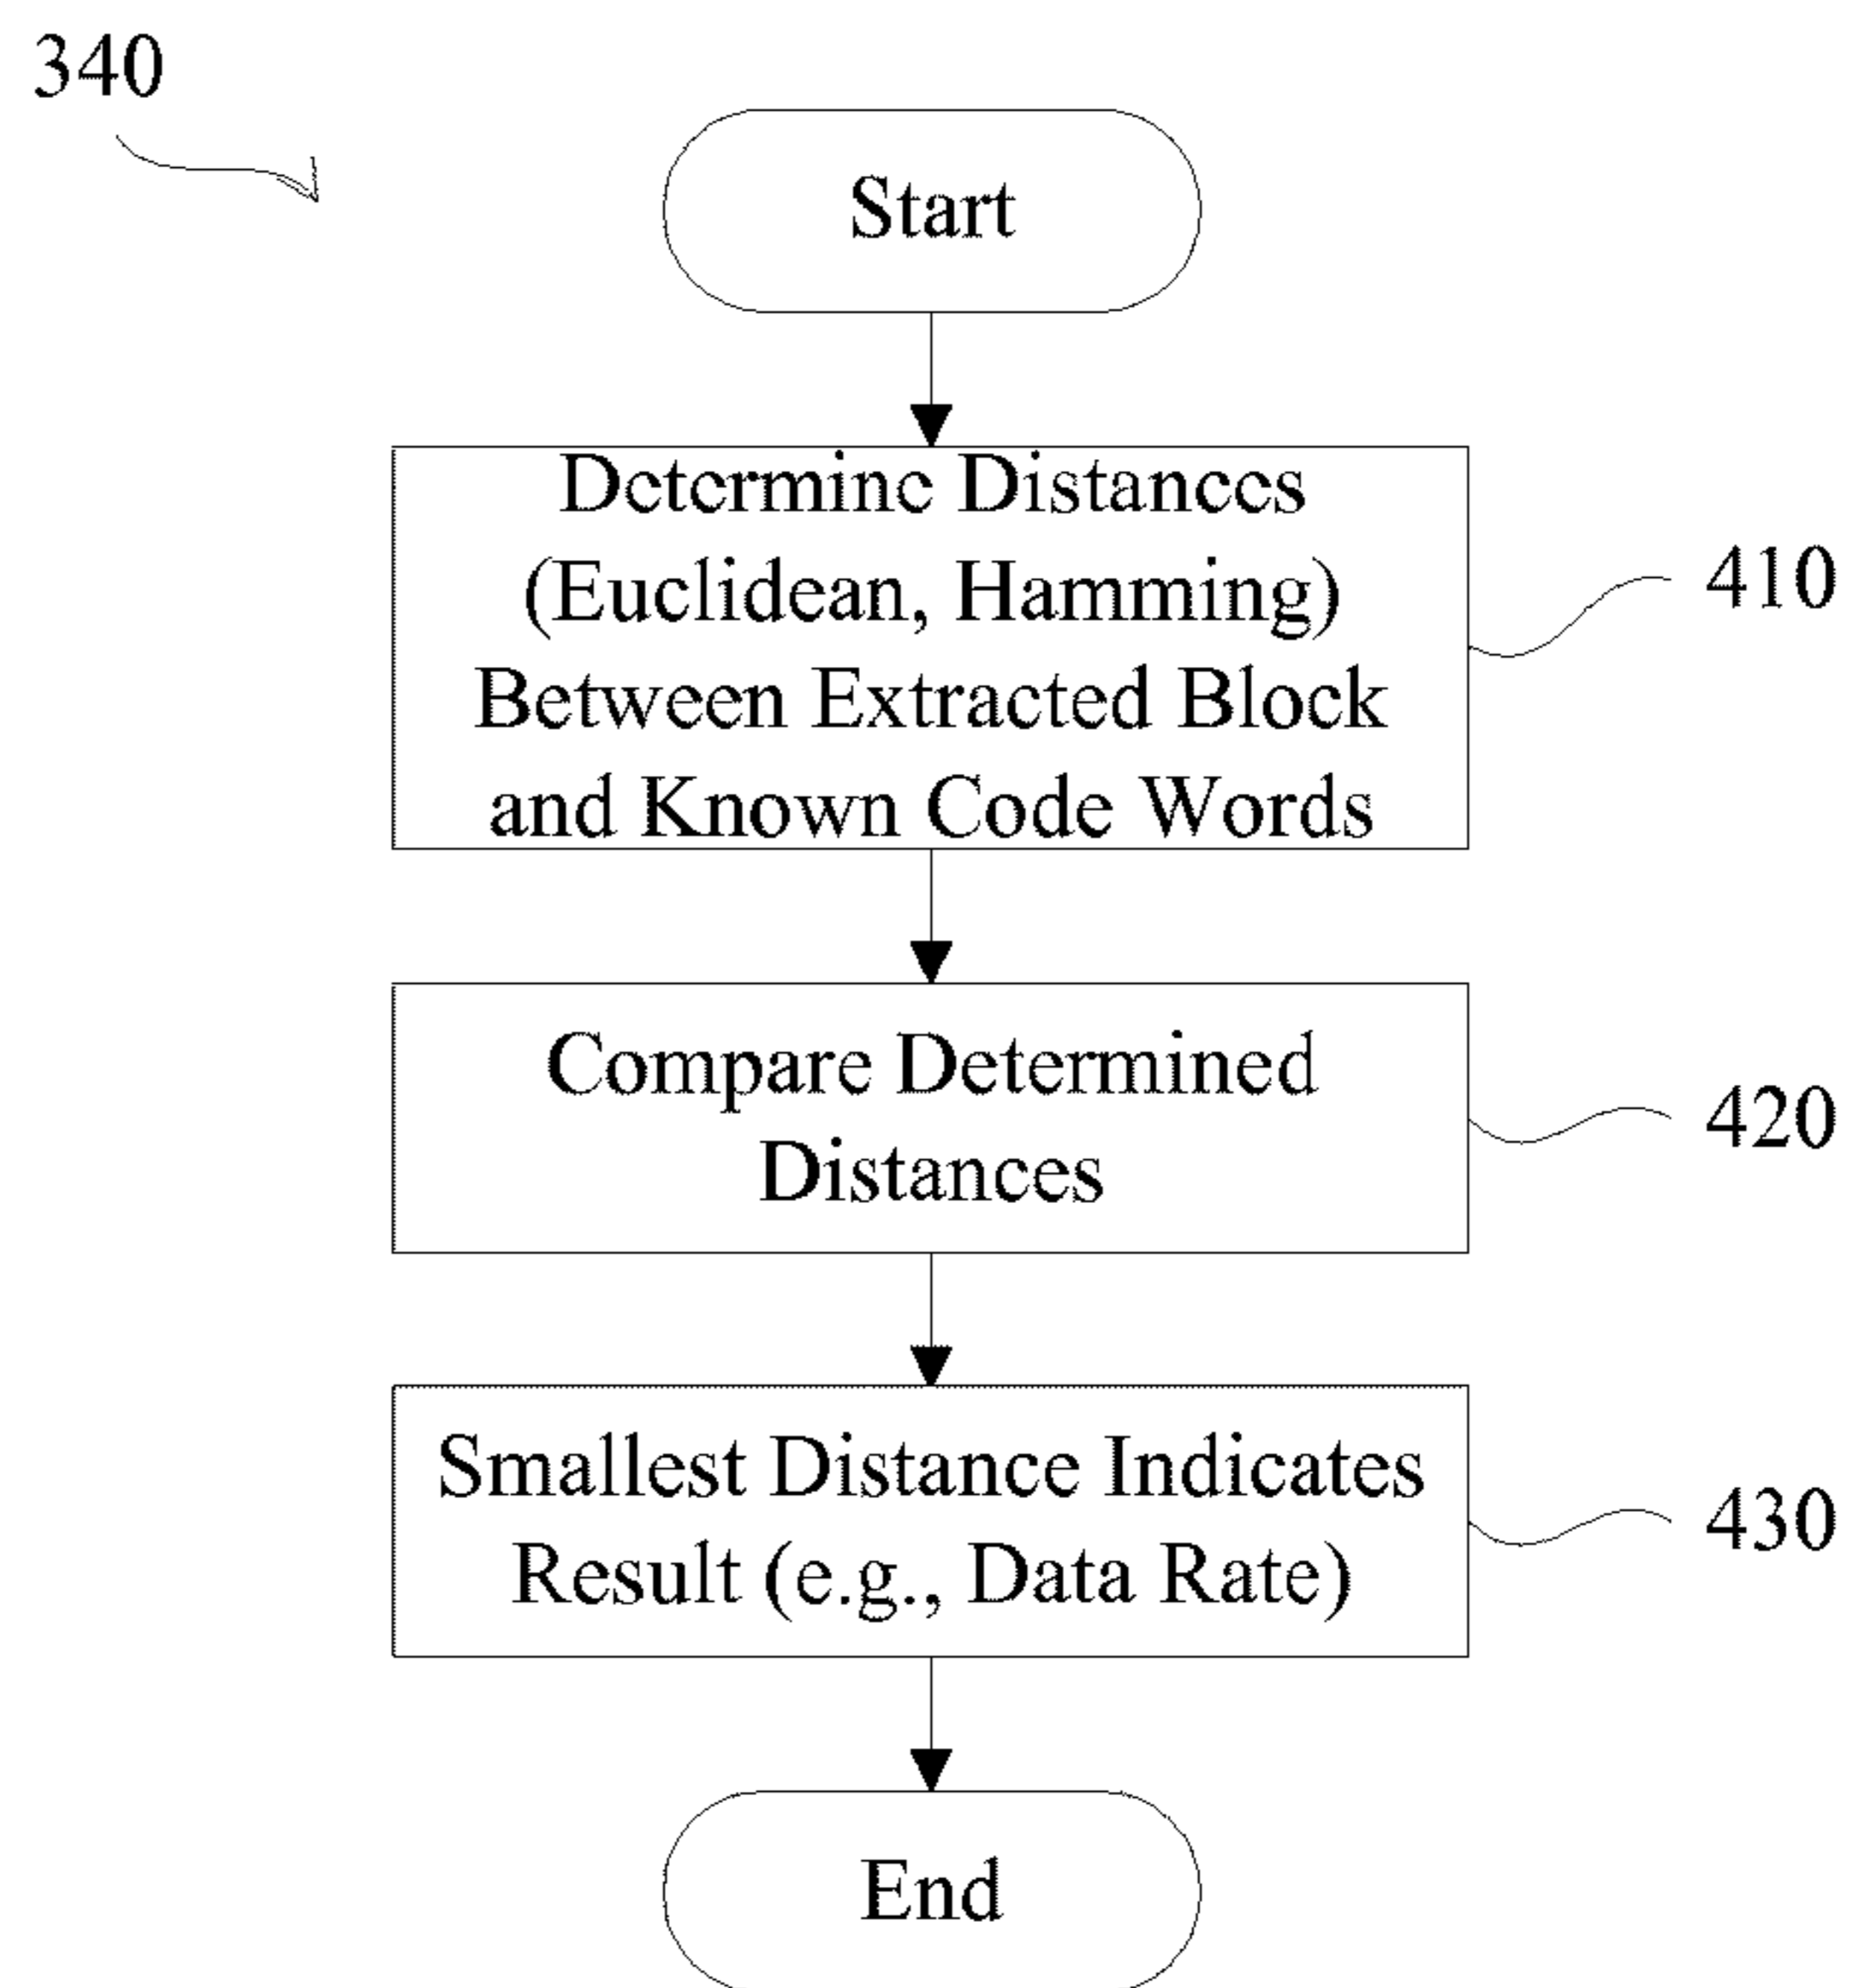 340
Start
Determine Distances
(Euclidean, Hamming)
Between Extracted Block
and Known Code Words
410
Compare Determined
Distances
420
Smallest Distance Indicates
Result (e.g., Data Rate)
430
End